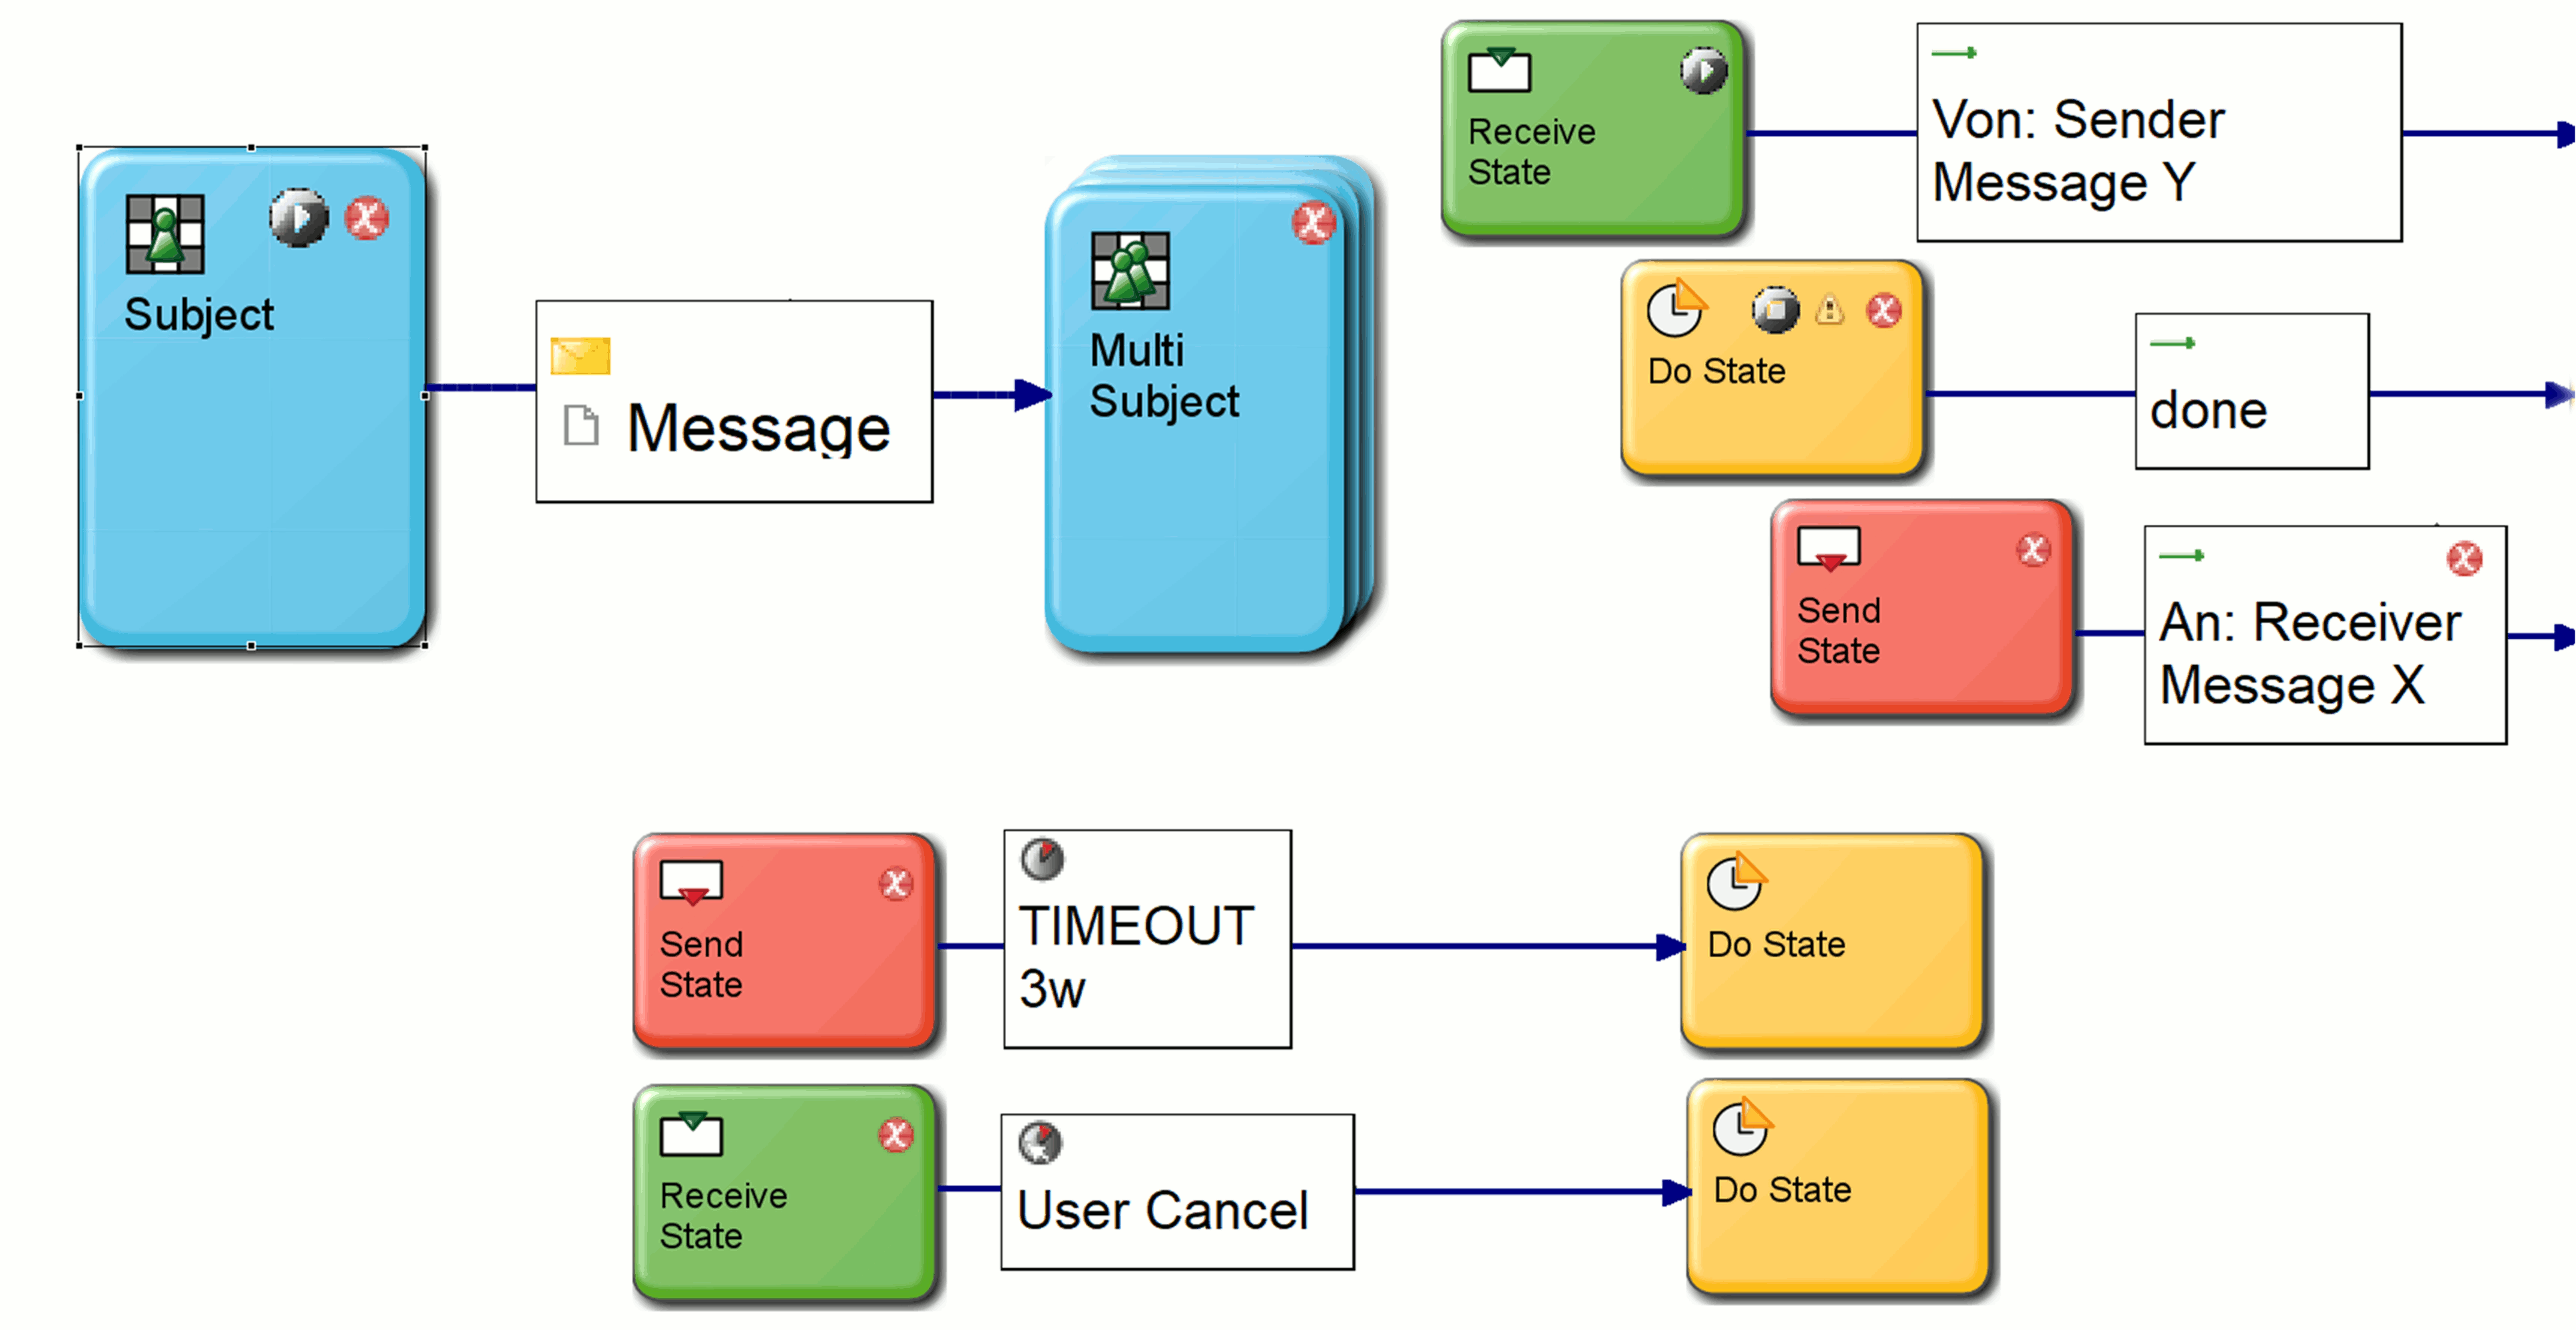 Subject
Message
Multi
Subject
Receive
State
Von: Sender
Message Y
Do State
done
Send
State
An: Receiver
Message X
Send
State
TIMEOUT
3w
Do State
Receive
State
User Cancel
Do State